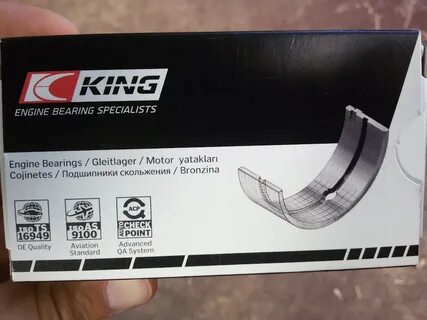 KING
ENGINE BEARING SPECIALISTS
Engine Bearings / Gleitlager / Motor yatakları
Cojinetes / Подшипники скольжения / Bronzina
ISO TS
16949
OE Quality
ISO AS
9100
Aviation
Standard
ACP
CHECK
POINT
Advanced
QA System